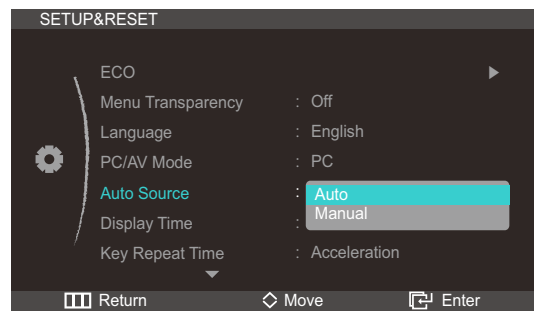 SETUP&RESET
ECO
Menu Transparency : Off
Language : English
PC/AV Mode : PC
Auto Source : Auto
Manual
Display Time :
Key Repeat Time : Acceleration
Return Move Enter